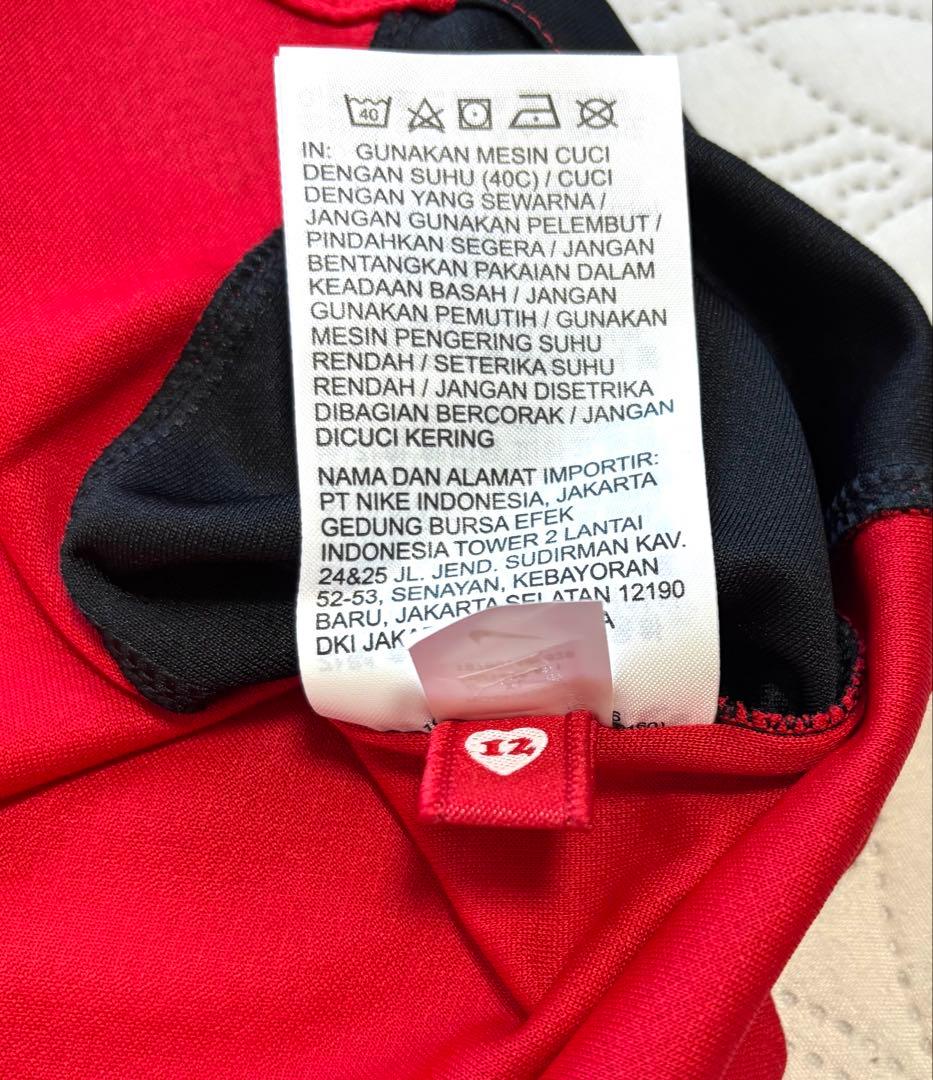 40
IN: GUNAKAN MESIN CUCI
DENGAN SUHU (40C) / CUCI
DENGAN YANG SEWARNA /
JANGAN GUNAKAN PELEMBUT /
PINDAHKAN SEGERA / JANGAN
BENTANGKAN PAKAIAN DALAM
KEADAAN BASAH / JANGAN
GUNAKAN PEMUTIH / GUNAKAN
MESIN PENGERING SUHU
RENDAH / SETERIKA SUHU
RENDAH / JANGAN DISETRIKA
DIBAGIAN BERCORAK / JANGAN
DICUCI KERING
NAMA DAN ALAMAT IMPORTIR:
PT NIKE INDONESIA, JAKARTA
GEDUNG BURSA EFEK
INDONESIA TOWER 2 LANTAI
24&25 JL. JEND. SUDIRMAN KAV.
52-53, SENAYAN, KEBAYORAN
BARU, JAKARTA SELATAN 12190
DKI
12